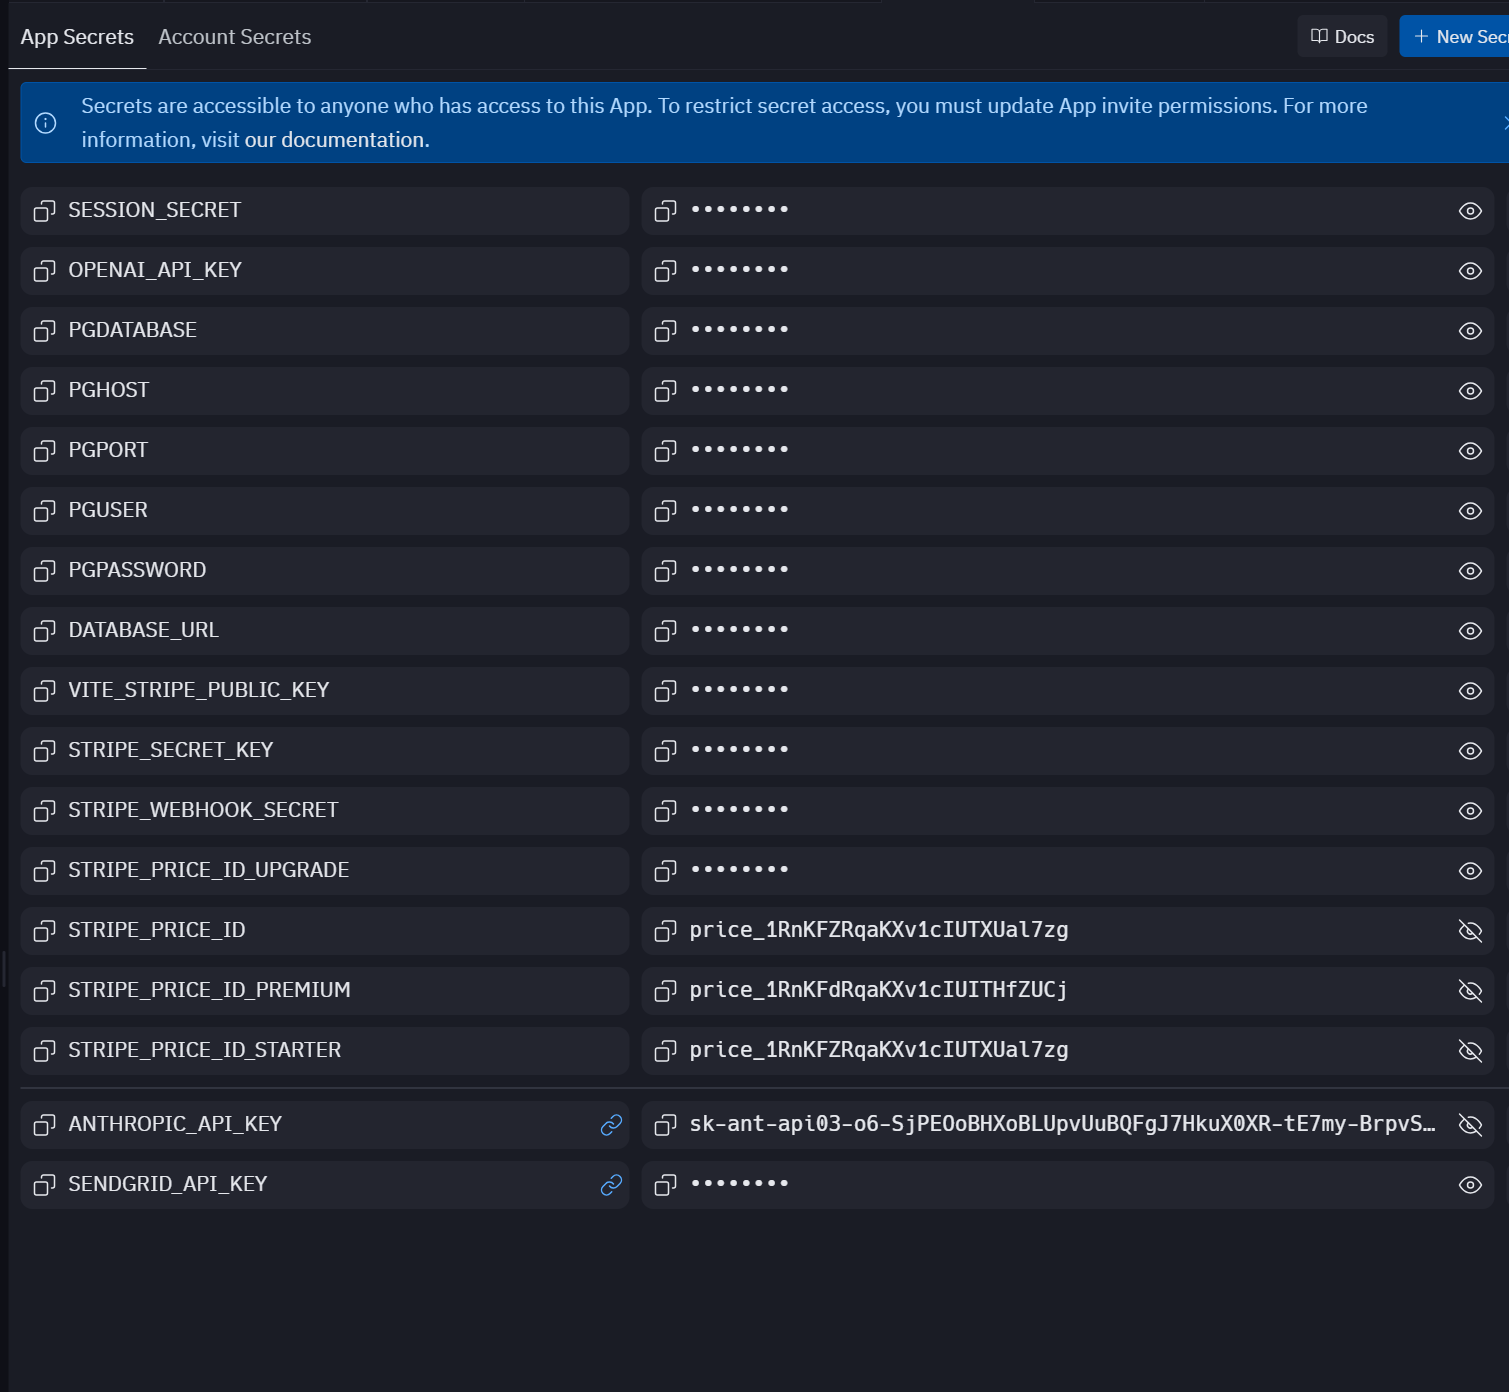 App Secrets
Account Secrets
Docs
New Secr
Secrets are accessible to anyone who has access to this App. To restrict secret access, you must update App invite permissions. For more
information, visit our documentation.
SESSION_SECRET ••••••••
OPENAI_API_KEY ••••••••
PGDATABASE ••••••••
PGHOST ••••••••
PGPORT ••••••••
PGUSER ••••••••
PGPASSWORD ••••••••
DATABASE_URL ••••••••
VITE_STRIPE_PUBLIC_KEY ••••••••
STRIPE_SECRET_KEY ••••••••
STRIPE_WEBHOOK_SECRET ••••••••
STRIPE_PRICE_ID_UPGRADE ••••••••
STRIPE_PRICE_ID price_1RnKFZRqaKXv1cIUTXUal7zg
STRIPE_PRICE_ID_PREMIUM price_1RnKFdRqaKXv1cIUITHfZUCj
STRIPE_PRICE_ID_STARTER price_1RnKFZRqaKXv1cIUTXUal7zg
ANTHROPIC_API_KEY sk-ant-api03-o6-SjPEOoBHXoBLUpvUuBQFgJ7HkuX0XR-tE7my-BrpvS…
SENDGRID_API_KEY ••••••••